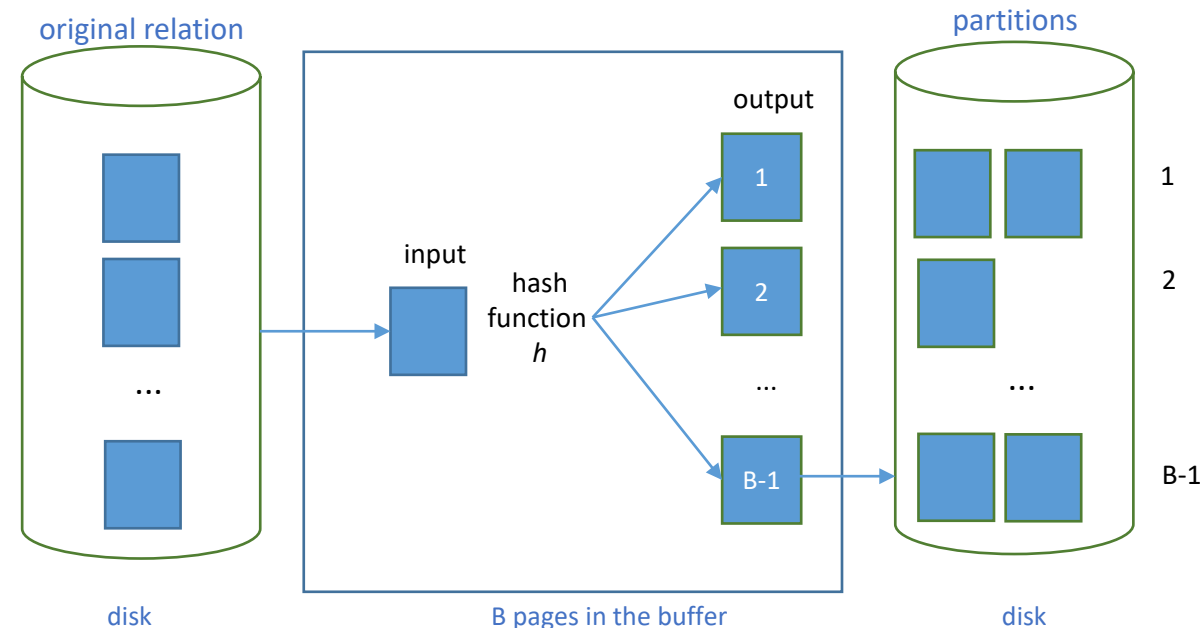 original relation
partitions
output
1
1
input
hash
function
h
2
2
...
...
...
B-1
B-1
disk
B pages in the buffer
disk